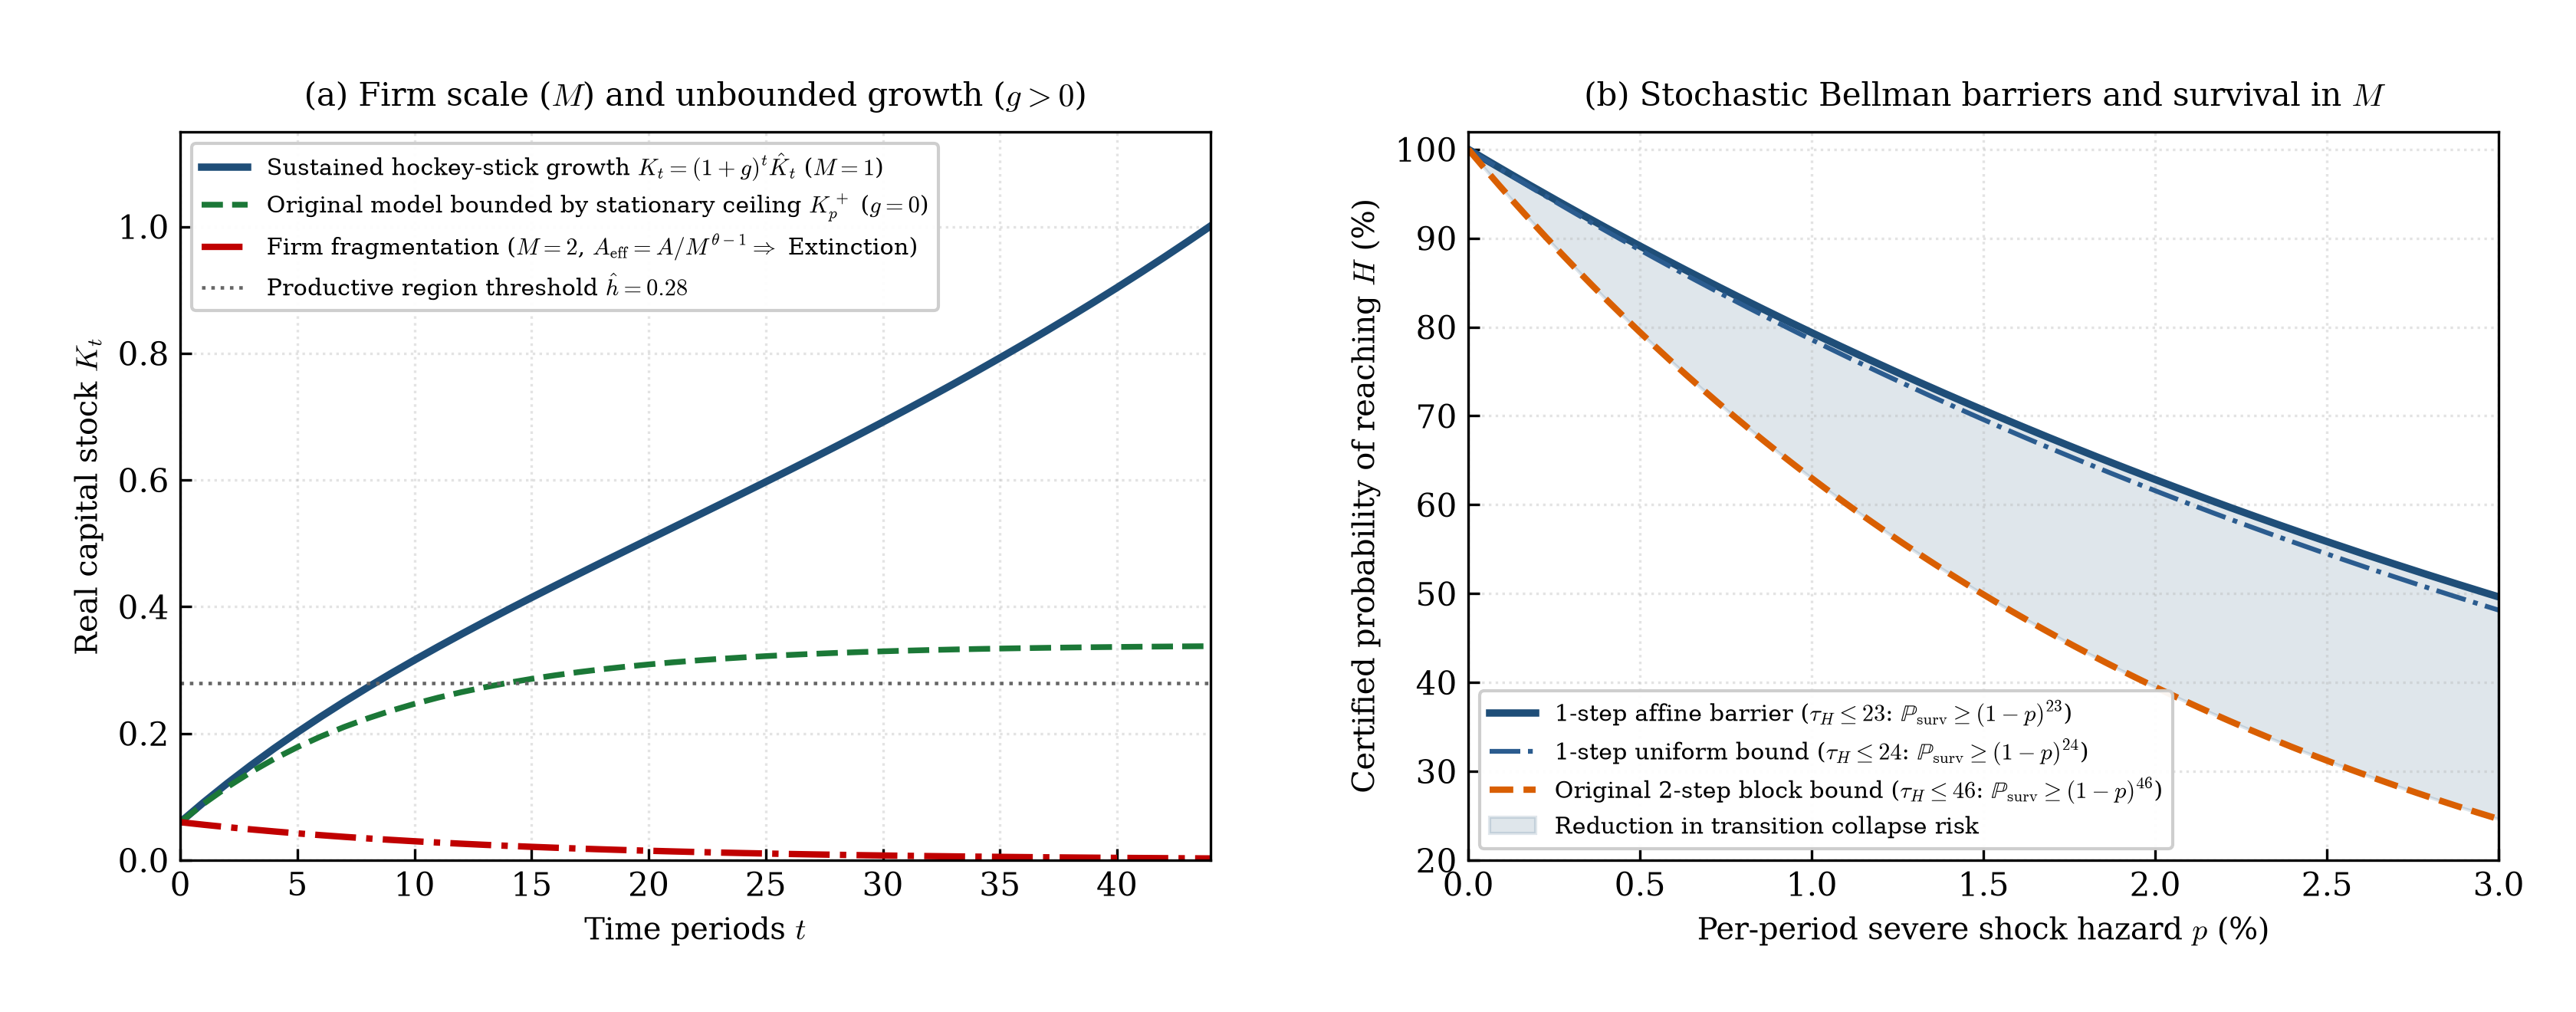 (a) Firm scale (M) and unbounded growth (g > 0)
Real capital stock K_t
1.0
0.8
0.6
0.4
0.2
0.0
Sustained hockey-stick growth K_t = (1 + g)^t K̂_t (M = 1)
Original model bounded by stationary ceiling K_p^+ (g = 0)
Firm fragmentation (M = 2, A_eff = A/M^{θ−1} ⇒ Extinction)
Productive region threshold ĥ = 0.28
0 5 10 15 20 25 30 35 40
Time periods t
(b) Stochastic Bellman barriers and survival in M
Certified probability of reaching H (%)
100
90
80
70
60
50
40
30
20
1-step affine barrier (τ_H ≤ 23: ℙ_surv ≥ (1 − p)^{23})
1-step uniform bound (τ_H ≤ 24: ℙ_surv ≥ (1 − p)^{24})
Original 2-step block bound (τ_H ≤ 46: ℙ_surv ≥ (1 − p)^{46})
Reduction in transition collapse risk
0.0 0.5 1.0 1.5 2.0 2.5 3.0
Per-period severe shock hazard p (%)